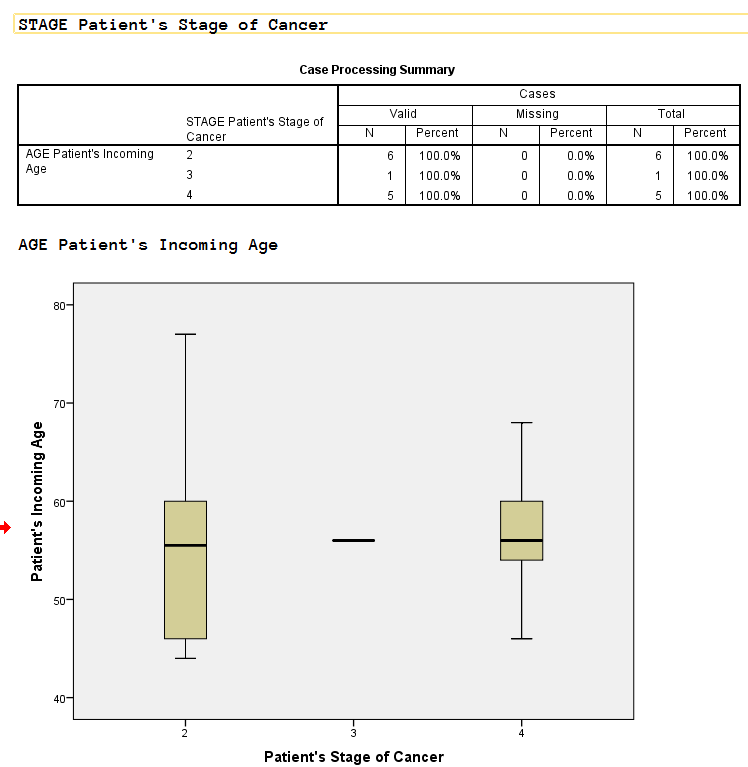 STAGE Patient's Stage of Cancer
Case Processing Summary
Cases
Valid Missing Total
STAGE Patient's Stage of
Cancer
N Percent N Percent N Percent
AGE Patient's Incoming
Age
2 6 100.0% 0 0.0% 6 100.0%
3 1 100.0% 0 0.0% 1 100.0%
4 5 100.0% 0 0.0% 5 100.0%
AGE Patient's Incoming Age
80
70
60
50
40
Patient's Incoming Age
2 3 4
Patient's Stage of Cancer